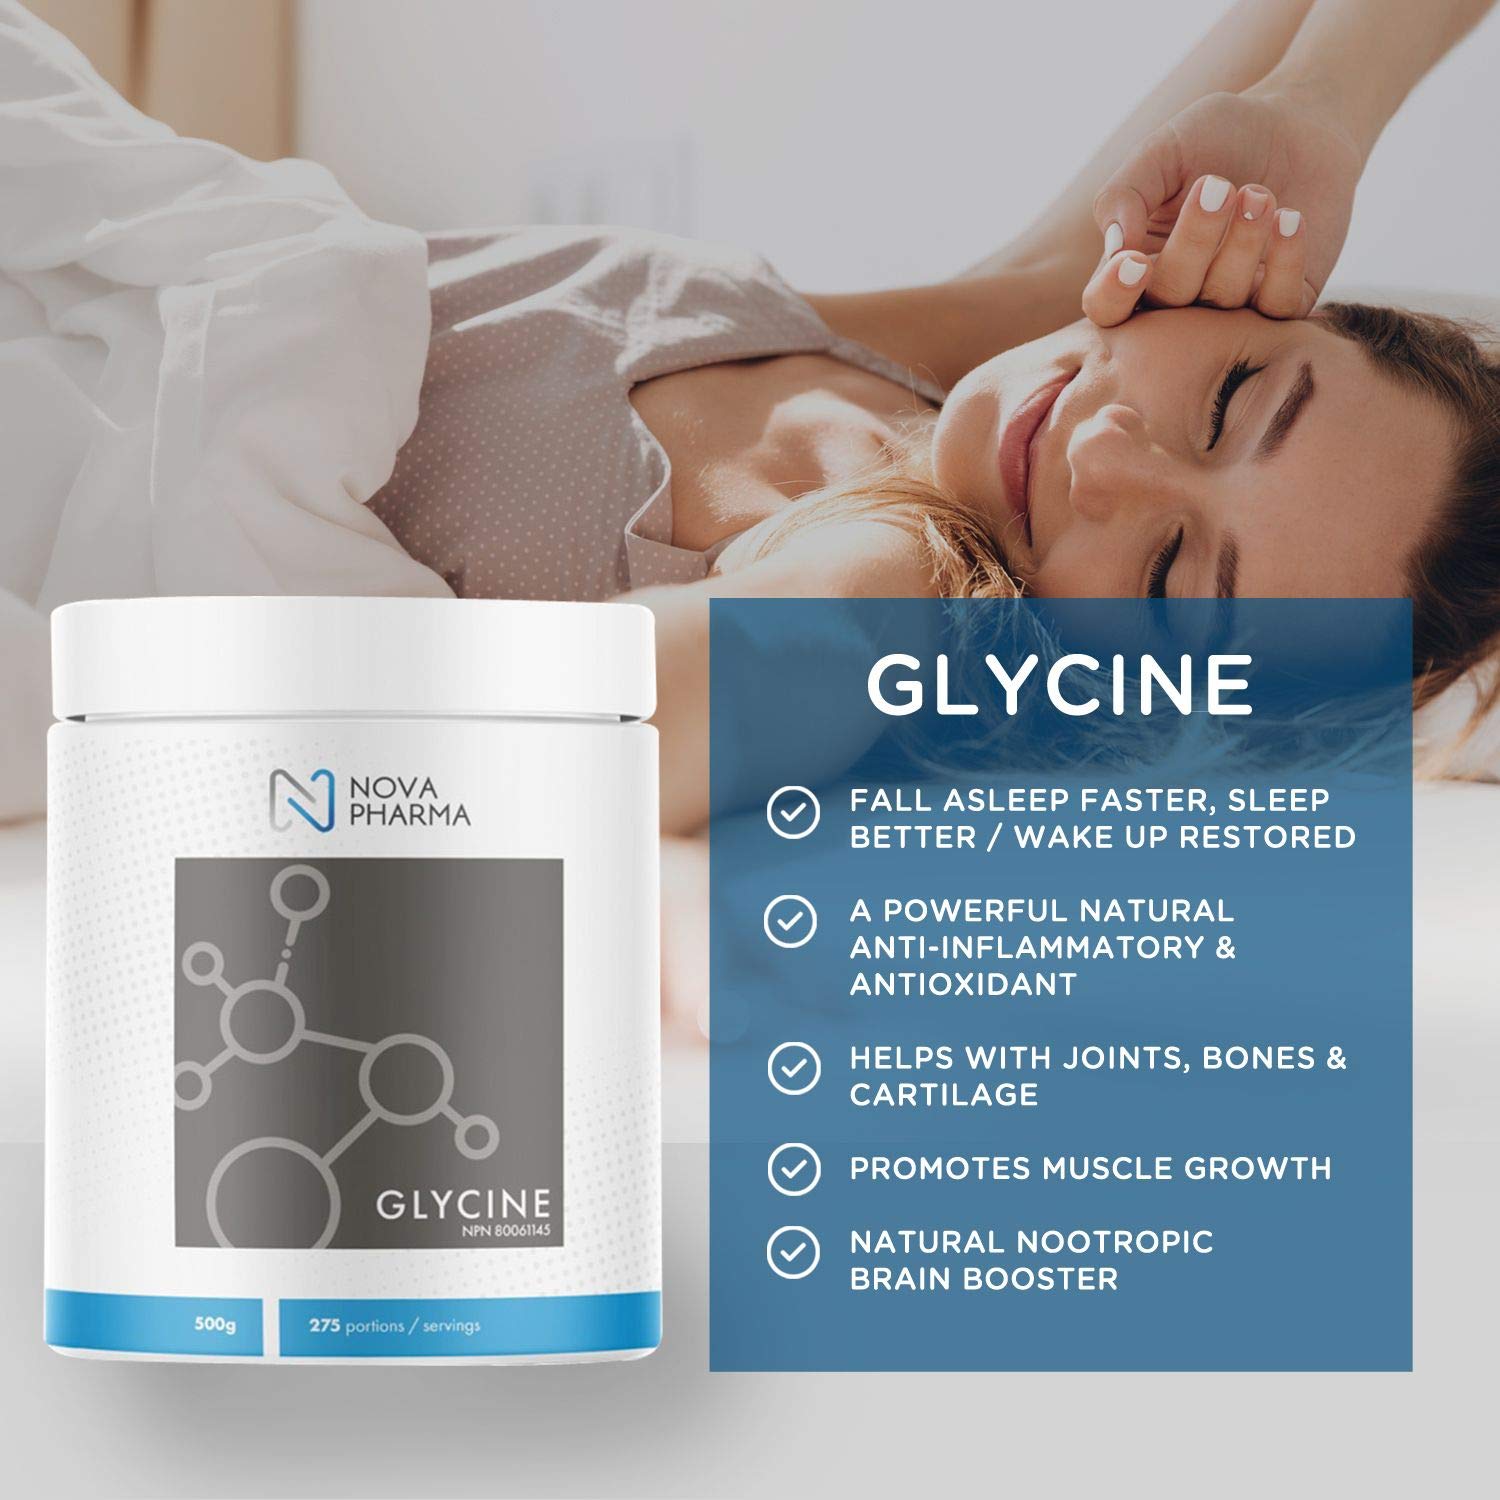 NOVA
PHARMA
GLYCINE
NPN 80061145
500g
275 portions / servings
GLYCINE
FALL ASLEEP FASTER, SLEEP
BETTER / WAKE UP RESTORED
A POWERFUL NATURAL
ANTI-INFLAMMATORY &
ANTIOXIDANT
HELPS WITH JOINTS, BONES &
CARTILAGE
PROMOTES MUSCLE GROWTH
NATURAL NOOTROPIC
BRAIN BOOSTER